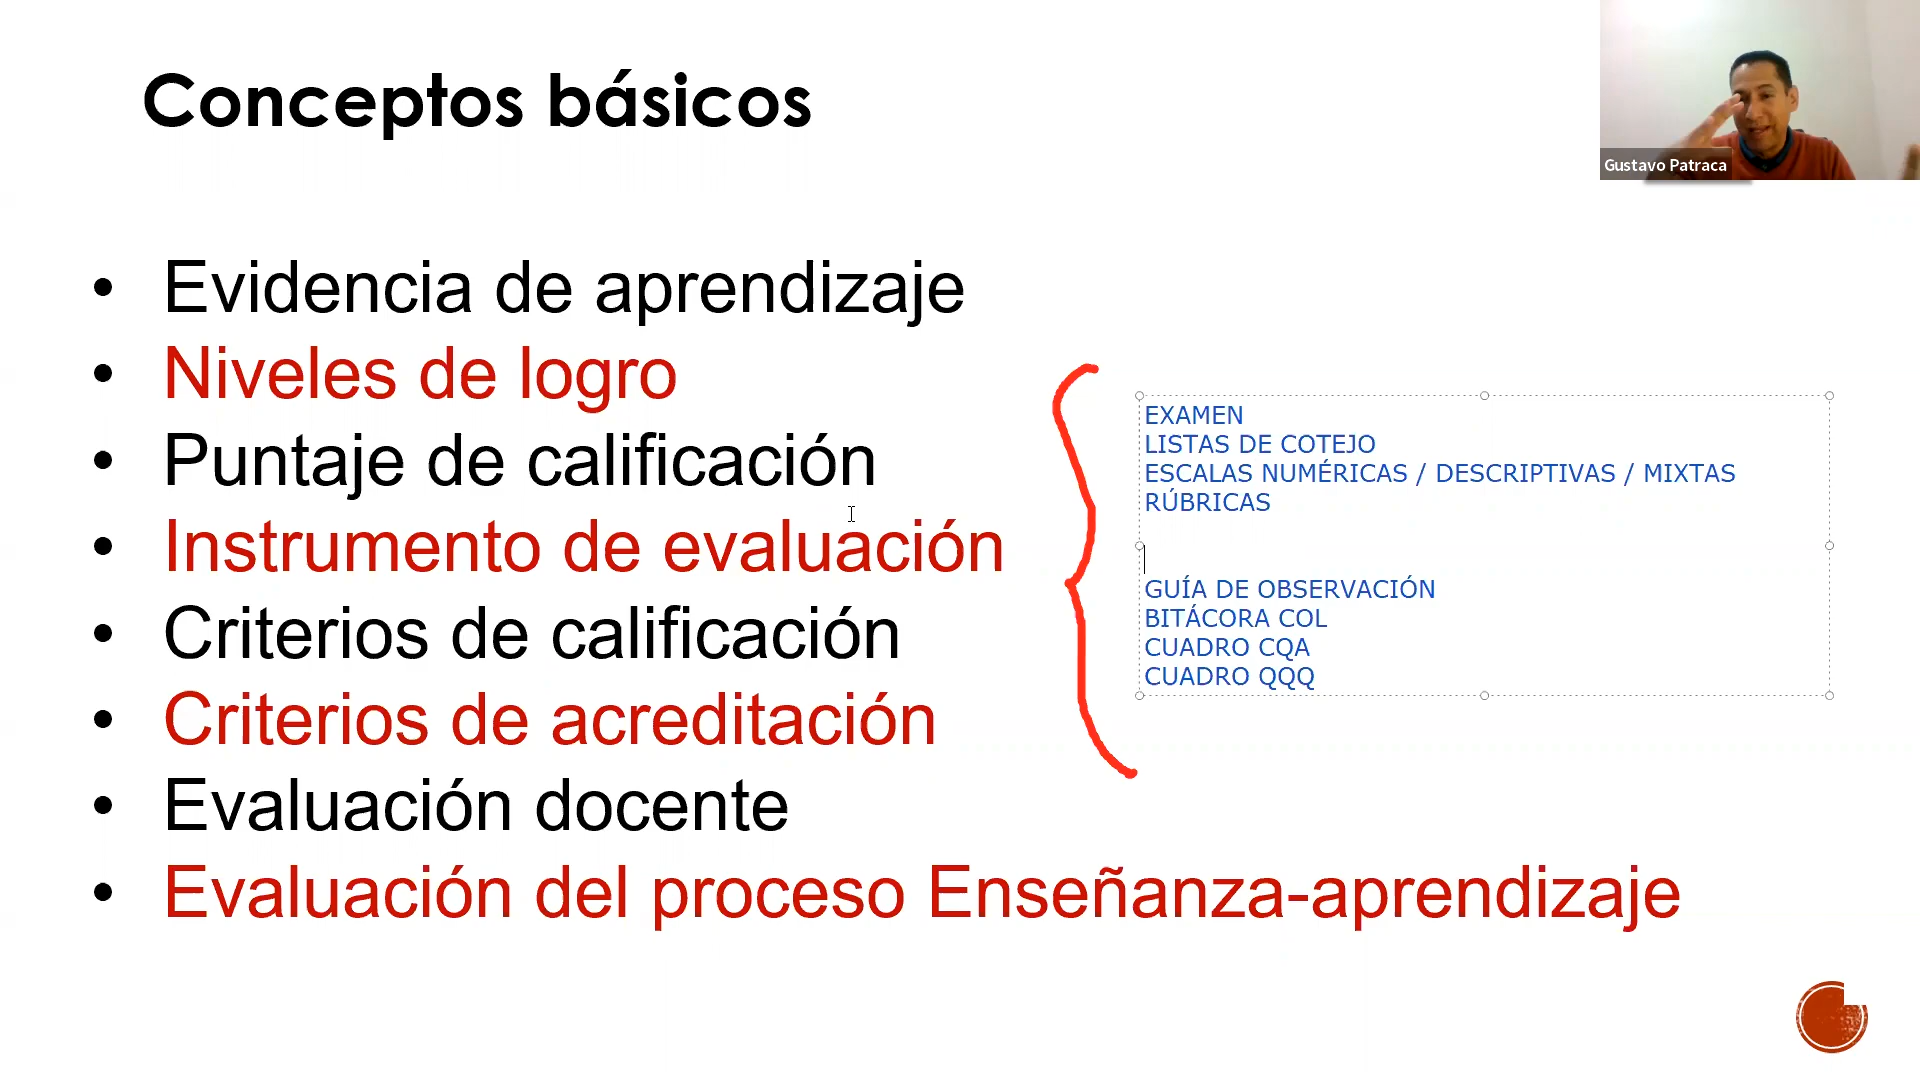 Conceptos básicos
Gustavo Patraca
• Evidencia de aprendizaje
• Niveles de logro
• Puntaje de calificación
• Instrumento de evaluación
• Criterios de calificación
• Criterios de acreditación
• Evaluación docente
• Evaluación del proceso Enseñanza-aprendizaje
EXAMEN
LISTAS DE COTEJO
ESCALAS NUMÉRICAS / DESCRIPTIVAS / MIXTAS
RÚBRICAS
GUÍA DE OBSERVACIÓN
BITÁCORA COL
CUADRO CQA
CUADRO QQQ